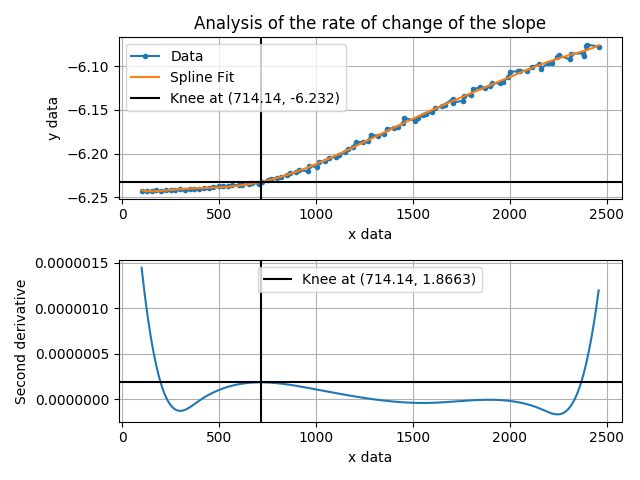 Analysis of the rate of change of the slope
Data
Spline Fit
Knee at (714.14, -6.232)
y data
−6.10
−6.15
−6.20
−6.25
0 500 1000 1500 2000 2500
x data
Knee at (714.14, 1.8663)
Second derivative
0.0000015
0.0000010
0.0000005
0.0000000
0 500 1000 1500 2000 2500
x data